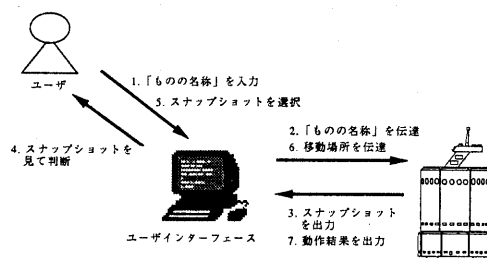 1.「ものの名称」を入力
5. スナップショットを選択
ユーザ
2.「ものの名称」を伝達
6. 移動場所を伝達
4. スナップショットを
見て判断
3. スナップショット
を出力
7. 動作結果を出力
ユーザインターフェース